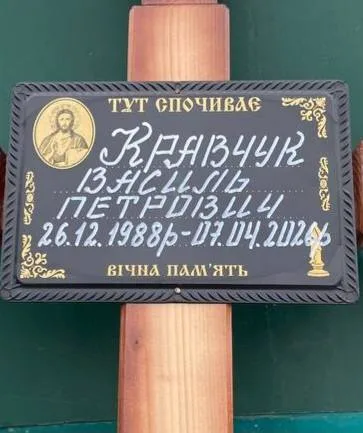 ТУТ СПОЧИВАЄ
КРАВЧУК
ВАСИЛЬ
ПЕТРОВИЧ
26.12.1988р-07.04.2026р
ВІЧНА ПАМ'ЯТЬ